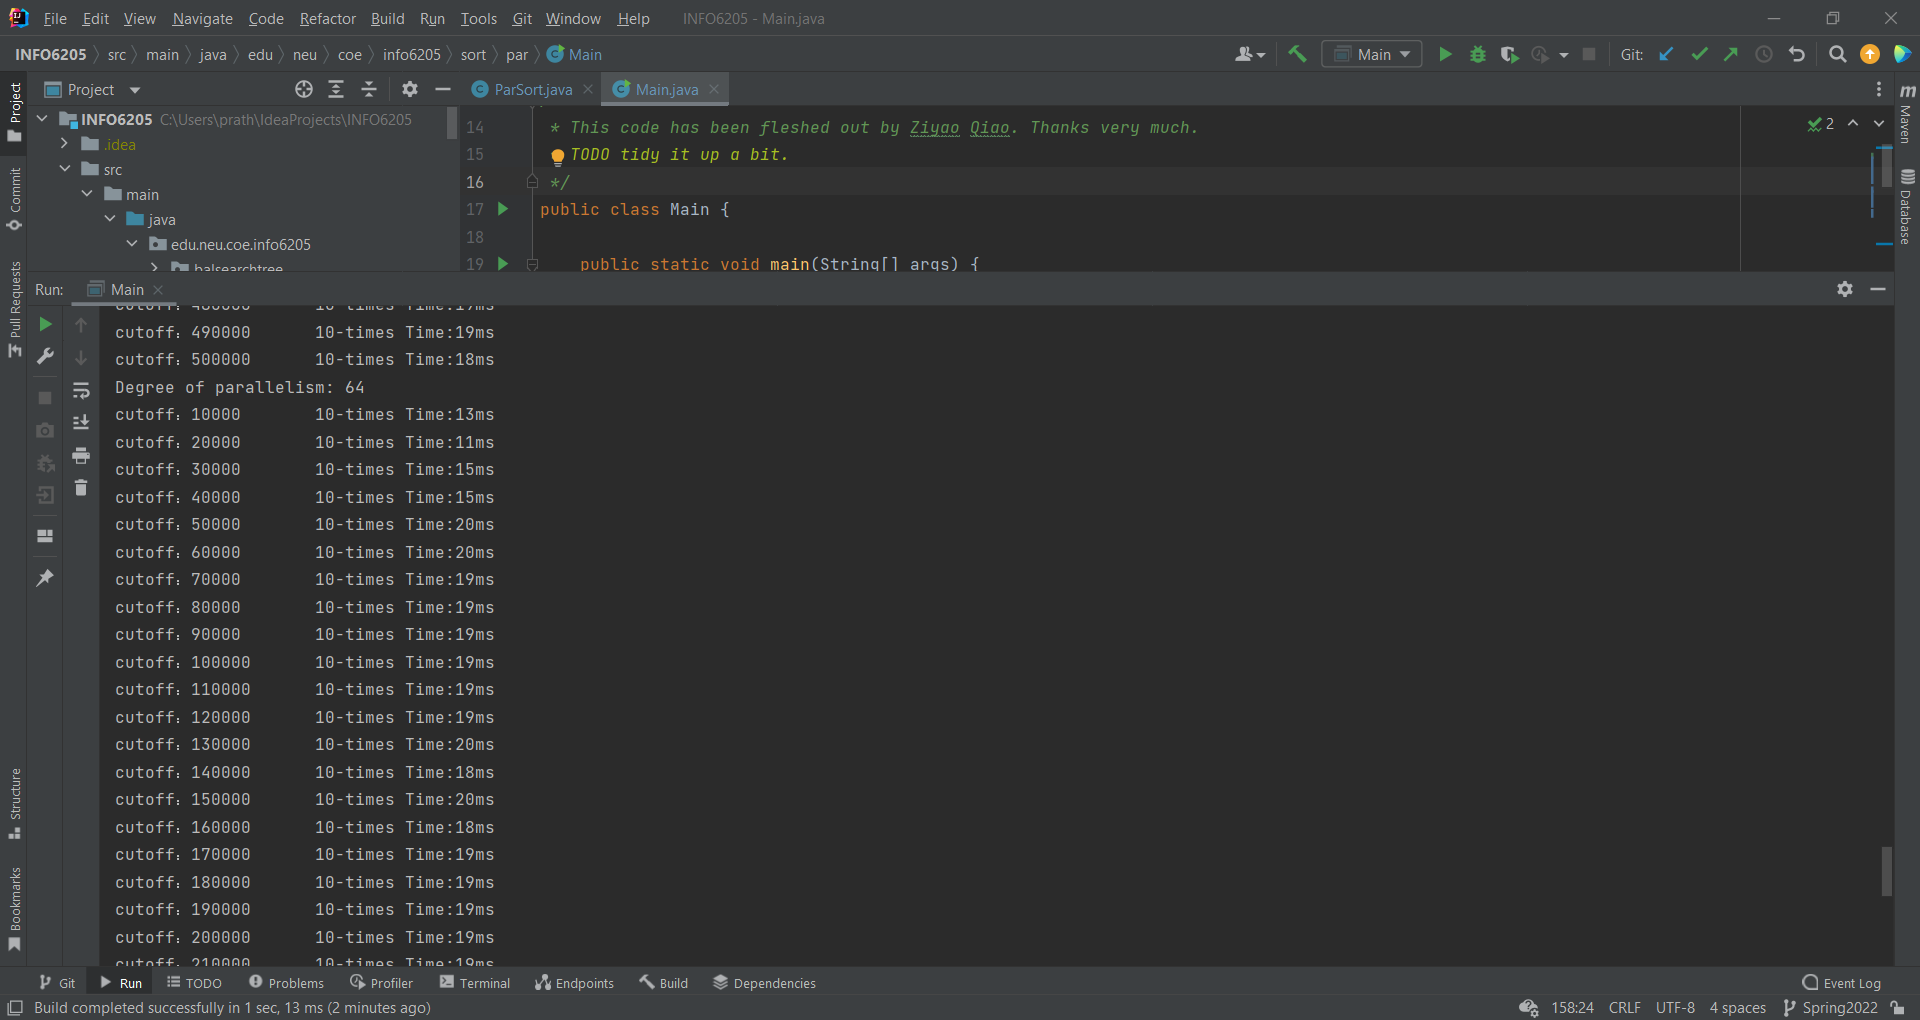 File Edit View Navigate Code Refactor Build Run Tools Git Window Help INFO6205 - Main.java
INFO6205 src main java edu neu coe info6205 sort par Main Main Git:
Project ParSort.java Main.java
Project
Commit
Pull Requests
Structure
Bookmarks
Maven
Database
INFO6205 C:\Users\prath\IdeaProjects\INFO6205
.idea
src
main
java
edu.neu.coe.info6205
balsearchtree
14 * This code has been fleshed out by Ziyao Qiao. Thanks very much.
15 TODO tidy it up a bit.
16 */
17 public class Main {
18
19 public static void main(String[] args) {
2
Run: Main
cutoff：480000 10-times Time:19ms
cutoff：490000 10-times Time:19ms
cutoff：500000 10-times Time:18ms
Degree of parallelism: 64
cutoff：10000 10-times Time:13ms
cutoff：20000 10-times Time:11ms
cutoff：30000 10-times Time:15ms
cutoff：40000 10-times Time:15ms
cutoff：50000 10-times Time:20ms
cutoff：60000 10-times Time:20ms
cutoff：70000 10-times Time:19ms
cutoff：80000 10-times Time:19ms
cutoff：90000 10-times Time:19ms
cutoff：100000 10-times Time:19ms
cutoff：110000 10-times Time:19ms
cutoff：120000 10-times Time:19ms
cutoff：130000 10-times Time:20ms
cutoff：140000 10-times Time:18ms
cutoff：150000 10-times Time:20ms
cutoff：160000 10-times Time:18ms
cutoff：170000 10-times Time:19ms
cutoff：180000 10-times Time:19ms
cutoff：190000 10-times Time:19ms
cutoff：200000 10-times Time:19ms
cutoff：210000 10-times Time:19ms
Git Run TODO Problems Profiler Terminal Endpoints Build Dependencies Event Log
Build completed successfully in 1 sec, 13 ms (2 minutes ago) 158:24 CRLF UTF-8 4 spaces Spring2022